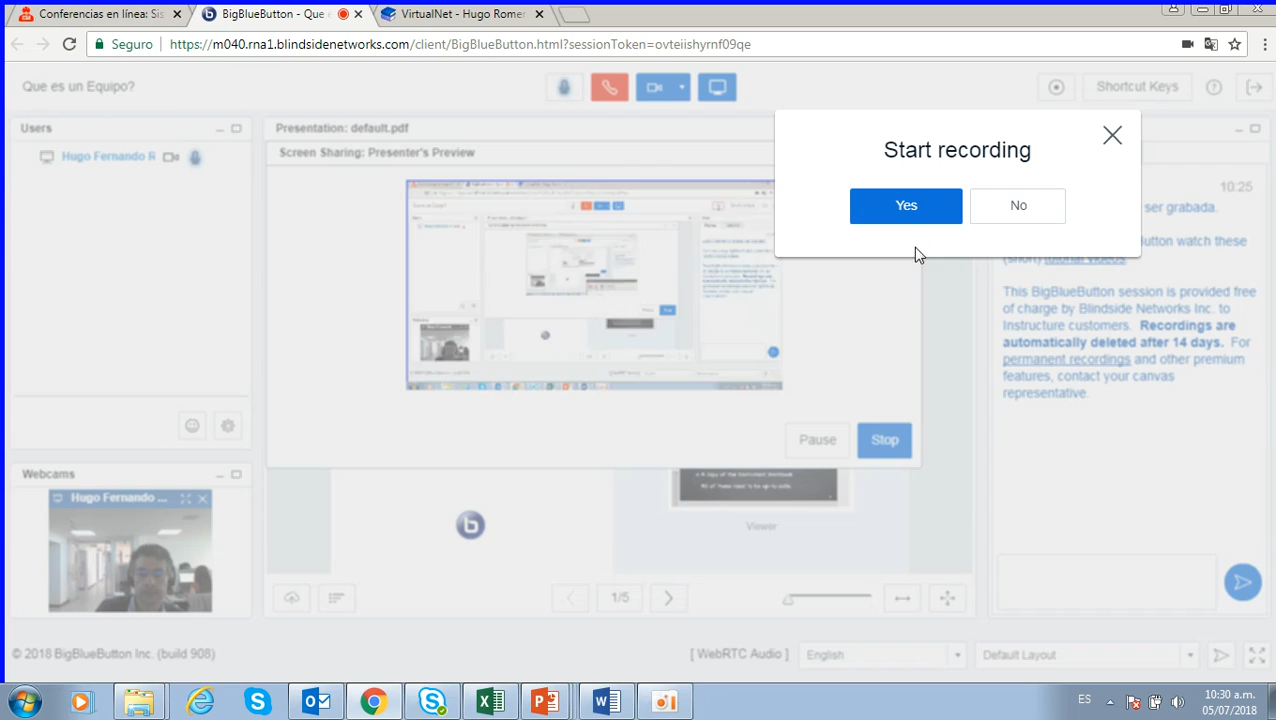 Conferencias en línea: Sis
BigBlueButton - Que e
VirtualNet - Hugo Romer
Seguro
https://m040.rna1.blindsidenetworks.com/client/BigBlueButton.html?sessionToken=ovteiishyrnf09qe
Que es un Equipo?
Shortcut Keys
Users
Hugo Fernando R
Presentation: default.pdf
Screen Sharing: Presenter's Preview
Start recording
Yes
No
10:25
ser grabada.
utton watch these
(short) tutorial videos.
This BigBlueButton session is provided free
of charge by Blindside Networks Inc. to
Instructure customers. Recordings are
automatically deleted after 14 days. For
permanent recordings and other premium
features, contact your canvas
representative.
Pause
Stop
Webcams
Hugo Fernando ...
Viewer
1/5
© 2018 BigBlueButton Inc. (build 908)
[ WebRTC Audio ]
English
Default Layout
ES
10:30 a.m.
05/07/2018